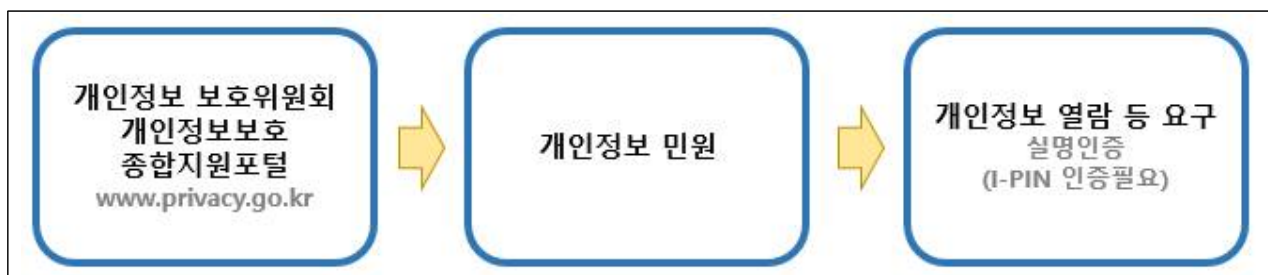 개인정보 보호위원회
개인정보보호
종합지원포털
www.privacy.go.kr
개인정보 민원
개인정보 열람 등 요구
실명인증
(I-PIN 인증필요)